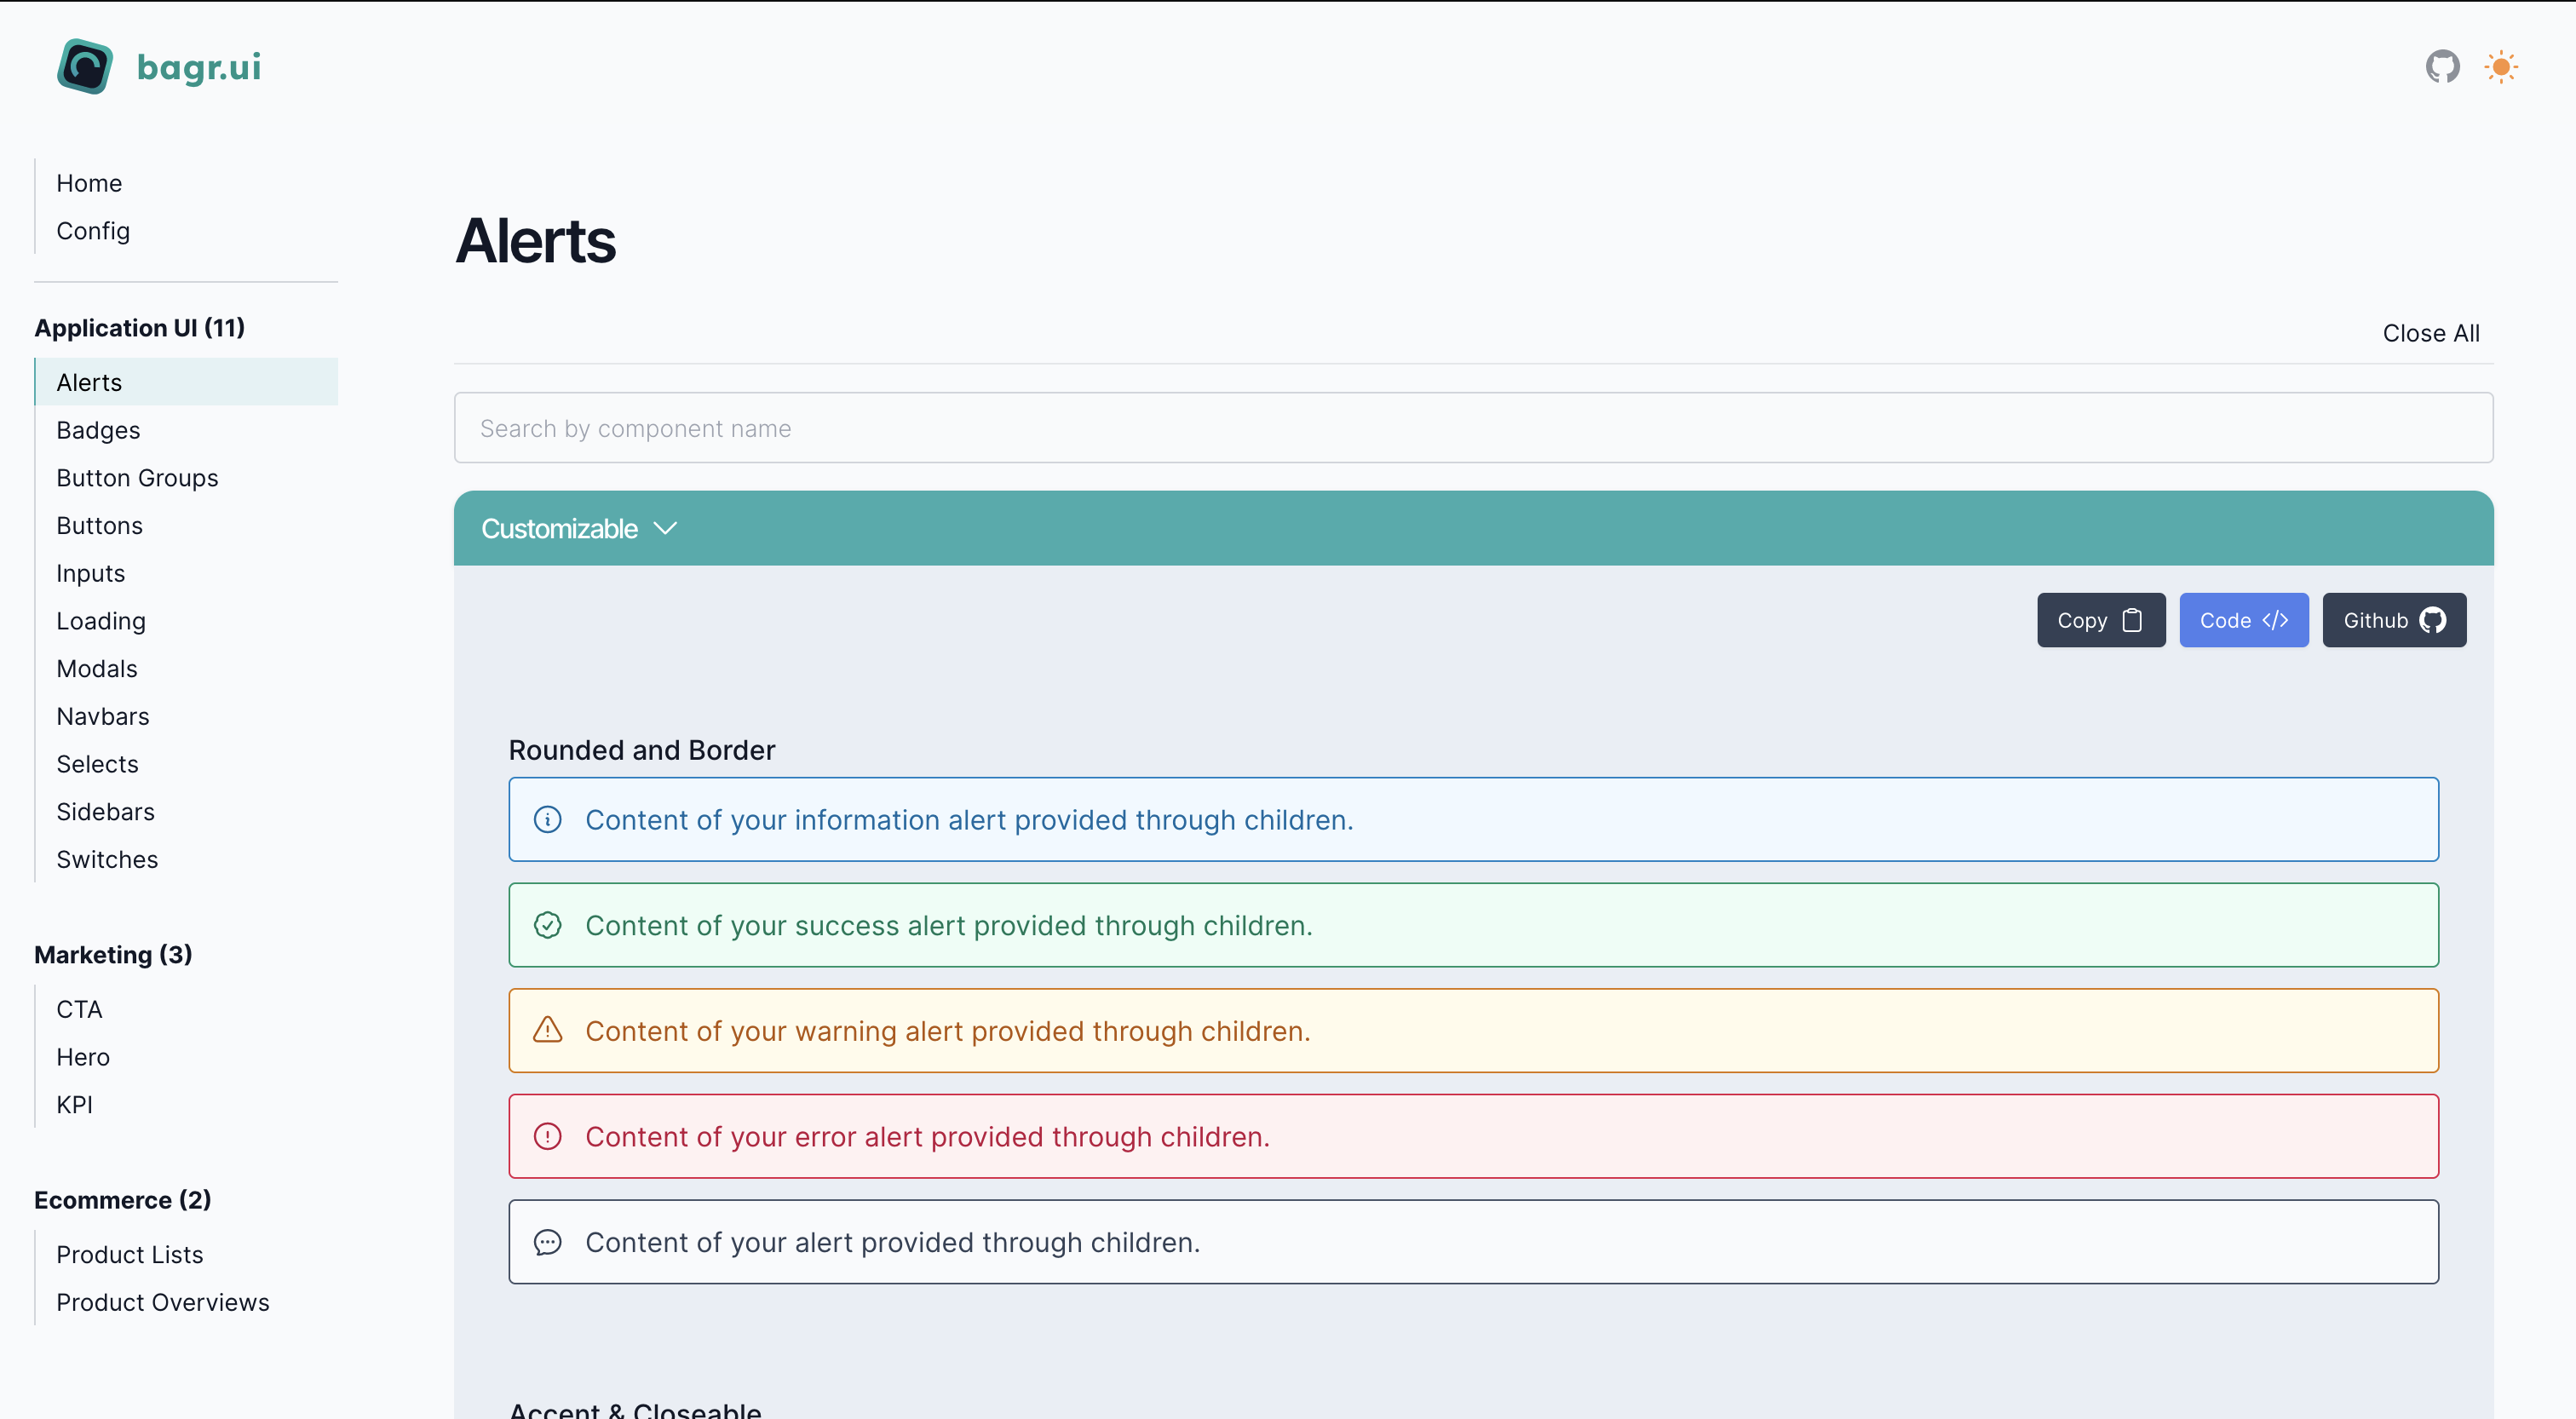 bagr.ui
Home
Config
Application UI (11)
Alerts
Badges
Button Groups
Buttons
Inputs
Loading
Modals
Navbars
Selects
Sidebars
Switches
Marketing (3)
CTA
Hero
KPI
Ecommerce (2)
Product Lists
Product Overviews
Alerts
Close All
Search by component name
Customizable
Copy
Code </>
Github
Rounded and Border
Content of your information alert provided through children.
Content of your success alert provided through children.
Content of your warning alert provided through children.
Content of your error alert provided through children.
Content of your alert provided through children.
Accent & Closeable